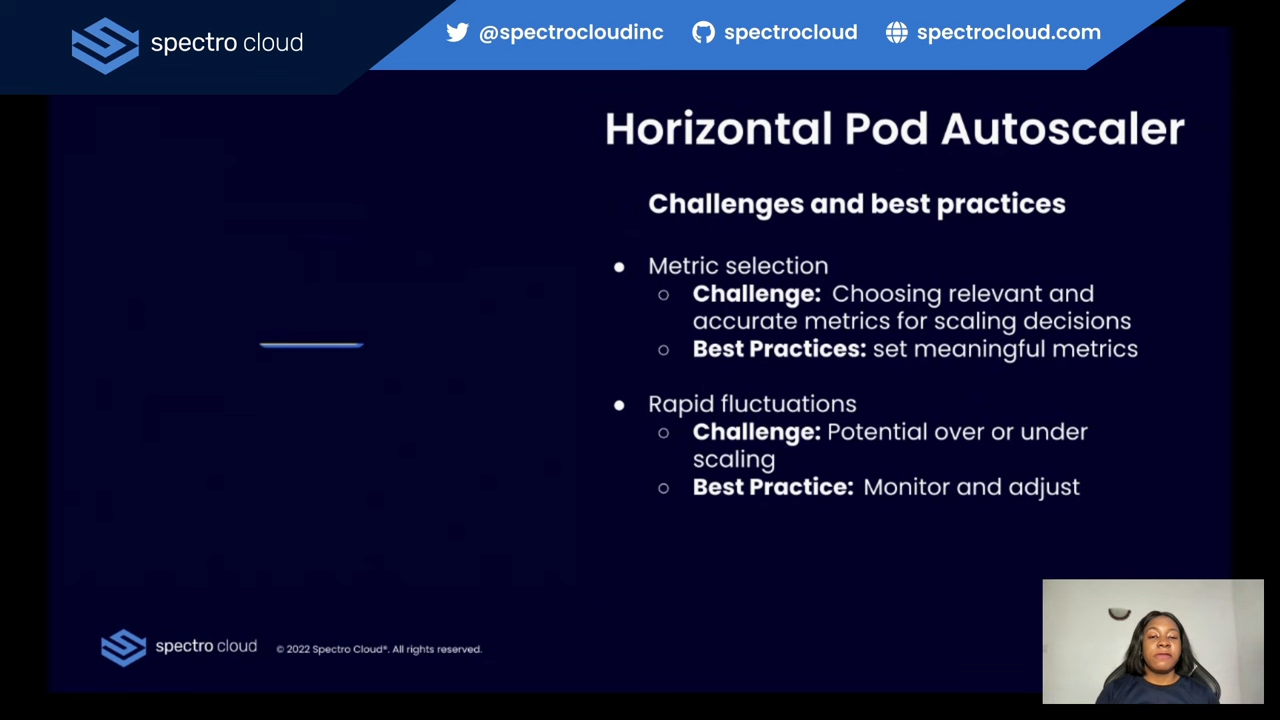 spectro cloud
@spectrocloudinc
spectrocloud
spectrocloud.com
Horizontal Pod Autoscaler
Challenges and best practices
● Metric selection
○ Challenge: Choosing relevant and
accurate metrics for scaling decisions
○ Best Practices: set meaningful metrics
● Rapid fluctuations
○ Challenge: Potential over or under
scaling
○ Best Practice: Monitor and adjust
spectro cloud
© 2022 Spectro Cloud®. All rights reserved.